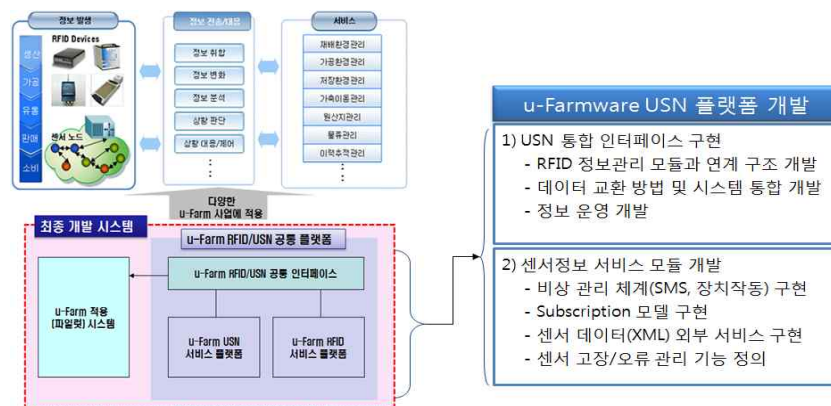 정보 발생
RFID Devices
생산
가공
유통
판매
소비
센서 노드
정보 전송/대응
정보 취합
정보 변화
정보 분석
상황 판단
상황 대응/제어
서비스
재배환경관리
가공환경관리
저장환경관리
가축이동관리
원산지관리
물류관리
이력추적관리
다양한
u-Farm 사업에 적용
최종 개발 시스템
u-Farm RFID/USN 공통 플랫폼
u-Farm RFID/USN 공통 인터페이스
u-Farm 적용
(파일럿) 시스템
u-Farm USN
서비스 플랫폼
u-Farm RFID
서비스 플랫폼
u-Farmware USN 플랫폼 개발
1) USN 통합 인터페이스 구현
- RFID 정보관리 모듈과 연계 구조 개발
- 데이터 교환 방법 및 시스템 통합 개발
- 정보 운영 개발
2) 센서정보 서비스 모듈 개발
- 비상 관리 체계(SMS, 장치작동) 구현
- Subscription 모델 구현
- 센서 데이터(XML) 외부 서비스 구현
- 센서 고장/오류 관리 기능 정의